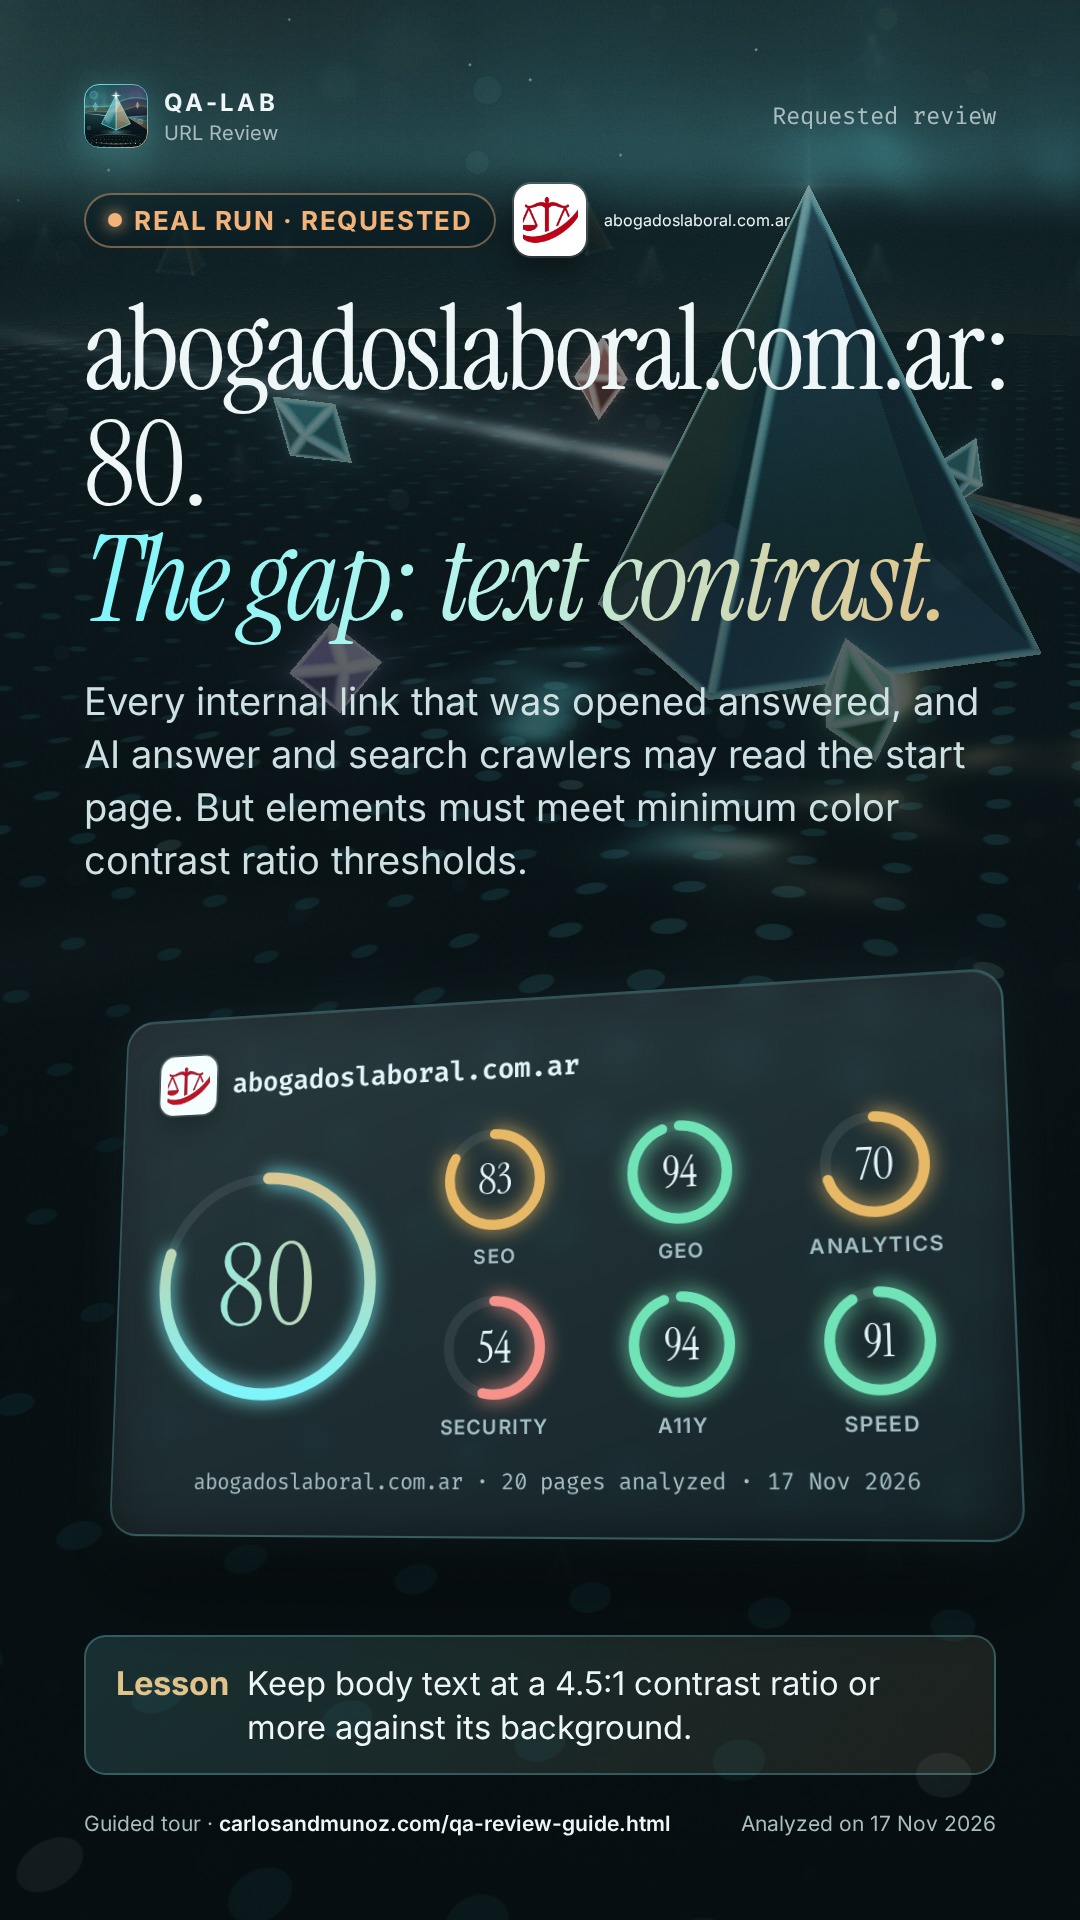 QA-LAB
URL Review
Requested review
REAL RUN · REQUESTED
abogadoslaboral.com.ar
abogadoslaboral.com.ar:
80.
The gap: text contrast.
Every internal link that was opened answered, and
AI answer and search crawlers may read the start
page. But elements must meet minimum color
contrast ratio thresholds.
abogadoslaboral.com.ar
80
83
SEO
94
GEO
70
ANALYTICS
54
SECURITY
94
A11Y
91
SPEED
abogadoslaboral.com.ar · 20 pages analyzed · 17 Nov 2026
Lesson Keep body text at a 4.5:1 contrast ratio or
more against its background.
Guided tour · carlosandmunoz.com/qa-review-guide.html
Analyzed on 17 Nov 2026